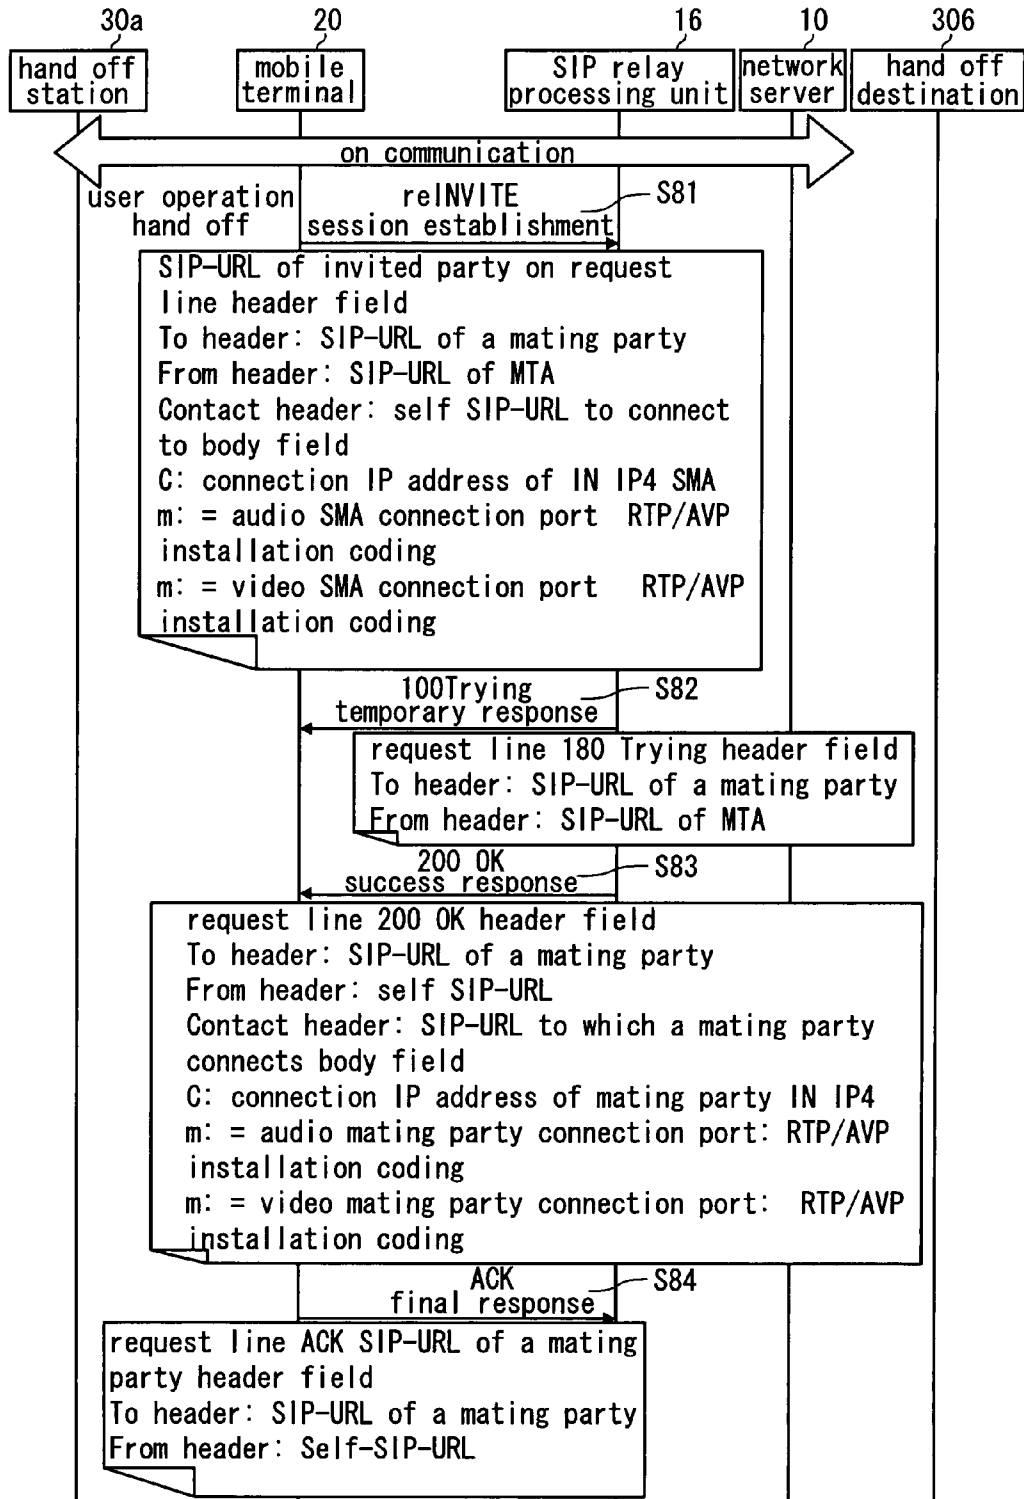 30a 20 16 10 306
hand off station
mobile terminal
SIP relay processing unit
network server
hand off destination
on communication
user operation
hand off
reINVITE
session establishment
S81
SIP-URL of invited party on request
line header field
To header: SIP-URL of a mating party
From header: SIP-URL of MTA
Contact header: self SIP-URL to connect
to body field
C: connection IP address of IN IP4 SMA
m: = audio SMA connection port RTP/AVP
installation coding
m: = video SMA connection port RTP/AVP
installation coding
100Trying
temporary response
S82
request line 180 Trying header field
To header: SIP-URL of a mating party
From header: SIP-URL of MTA
200 OK
success response
S83
request line 200 OK header field
To header: SIP-URL of a mating party
From header: self SIP-URL
Contact header: SIP-URL to which a mating party
connects body field
C: connection IP address of mating party IN IP4
m: = audio mating party connection port: RTP/AVP
installation coding
m: = video mating party connection port: RTP/AVP
installation coding
ACK
final response
S84
request line ACK SIP-URL of a mating
party header field
To header: SIP-URL of a mating party
From header: Self-SIP-URL